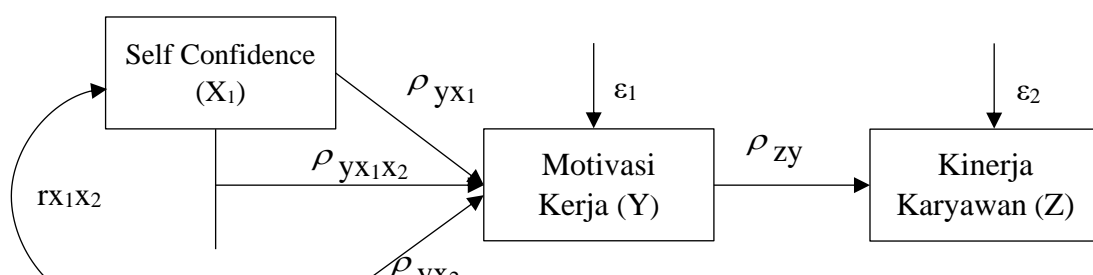 Self Confidence
(X₁)
ρ yx₁
ε₁
ε₂
ρ yx₁x₂
rx₁x₂
Motivasi
Kerja (Y)
ρ zy
Kinerja
Karyawan (Z)